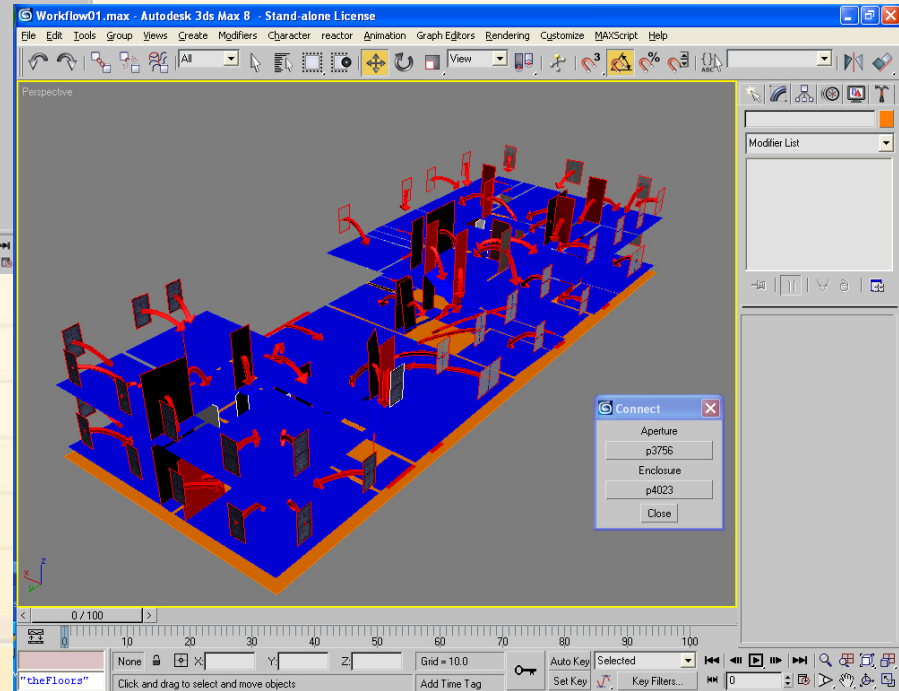 Workflow01.max - Autodesk 3ds Max 8 - Stand-alone License
File Edit Tools Group Views Create Modifiers Character reactor Animation Graph Editors Rendering Customize MAXScript Help
All View 3 % ABC
Perspective
Modifier List
Connect
Aperture
p3756
Enclosure
p4023
Close
z
x
y
< 0 / 100 >
0 10 20 30 40 50 60 70 80 90 100
None X: Y: Z: Grid = 10.0 Auto Key Selected
"theFloors" Click and drag to select and move objects Add Time Tag Set Key Key Filters... 0